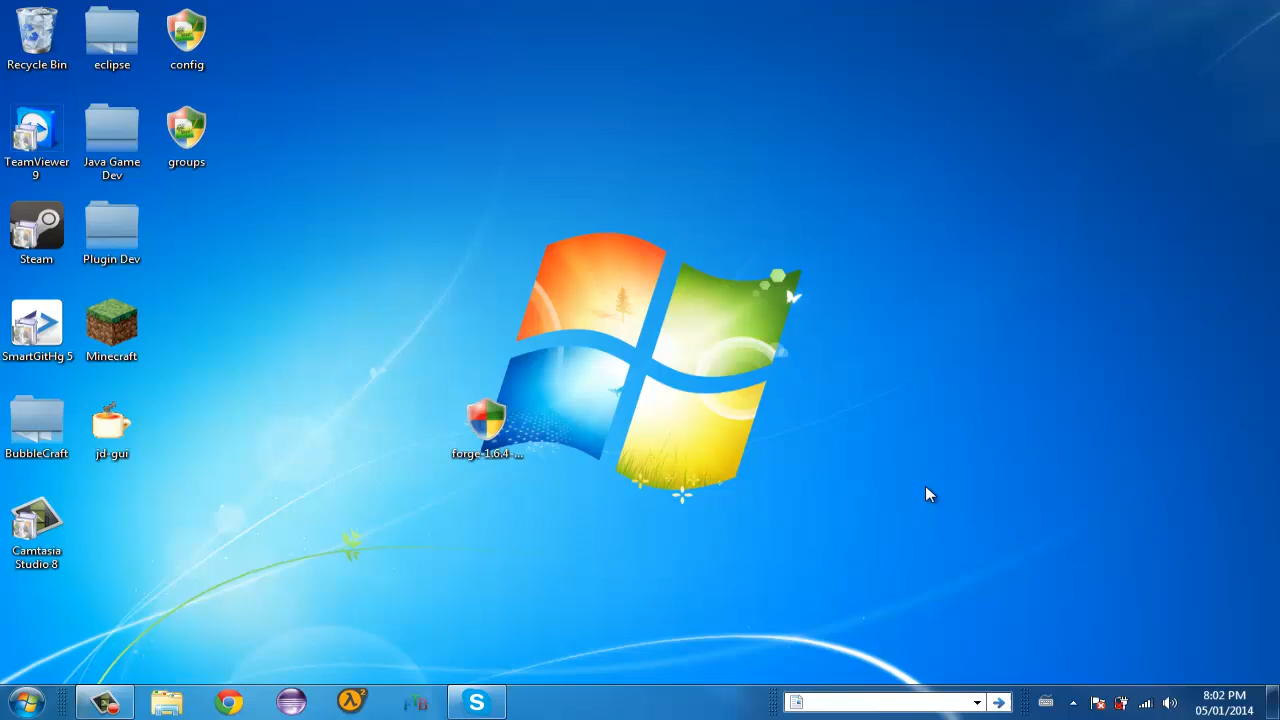 Recycle Bin
eclipse
config
TeamViewer
9
Java Game
Dev
groups
Steam
Plugin Dev
SmartGitHg 5
Minecraft
BubbleCraft
jd-gui
forge-1.6.4-...
Camtasia
Studio 8
FTB
S
8:02 PM
05/01/2014